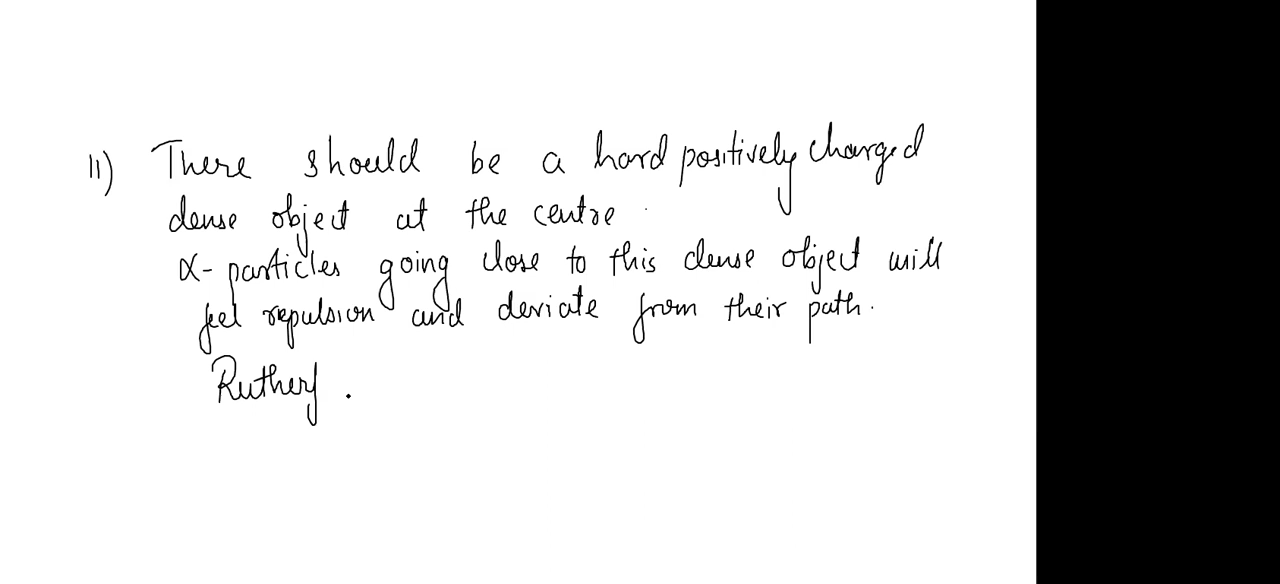 11) There should be a hard positively charged
dense object at the centre
α-particles going close to this dense object will
feel repulsion and deviate from their path.
Rutherf.